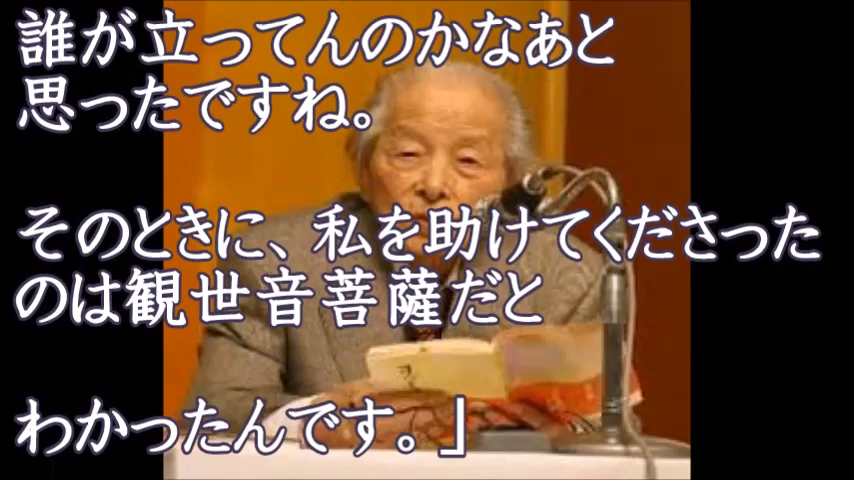 誰が立ってんのかなあと
思ったですね。
そのときに、私を助けてくださった
のは観世音菩薩だと
わかったんです。」